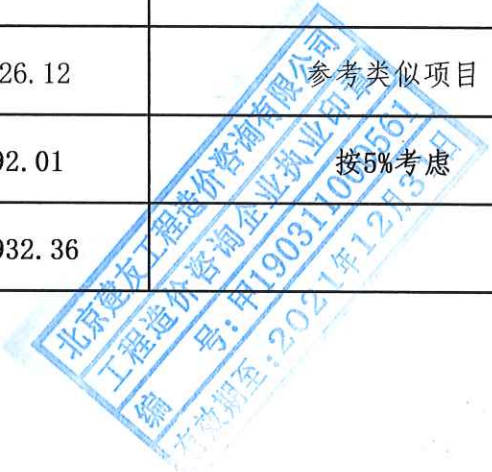 26.12 参考类似项目
92.01 按5%考虑
932.36
北京建友工程造价咨询有限公司
工程造价咨询企业执业印章
编 号：甲190311000561
有效期至：2021年12月31日